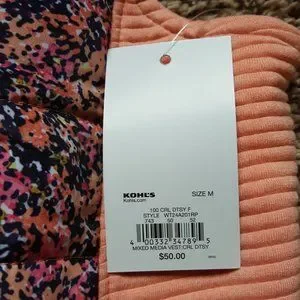 KOHL'S
Kohls.com
SIZE M
100 CRL DTSY F
STYLE WT24A201RP
743 50 52
4 00332 34789 5
MIXED MEDIA VEST:CRL DTSY
$50.00